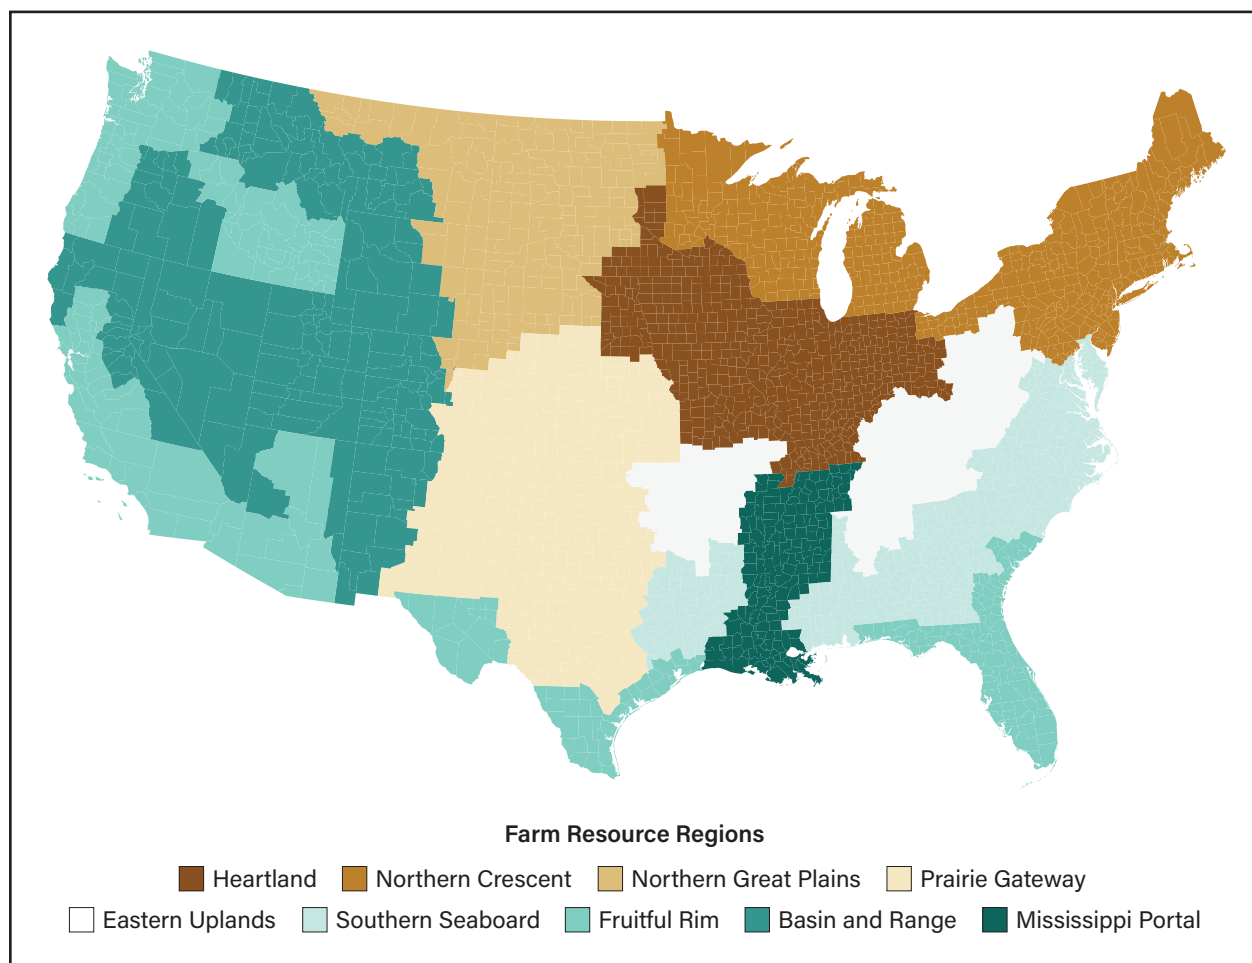 Farm Resource Regions
Heartland Northern Crescent Northern Great Plains Prairie Gateway
Eastern Uplands Southern Seaboard Fruitful Rim Basin and Range Mississippi Portal